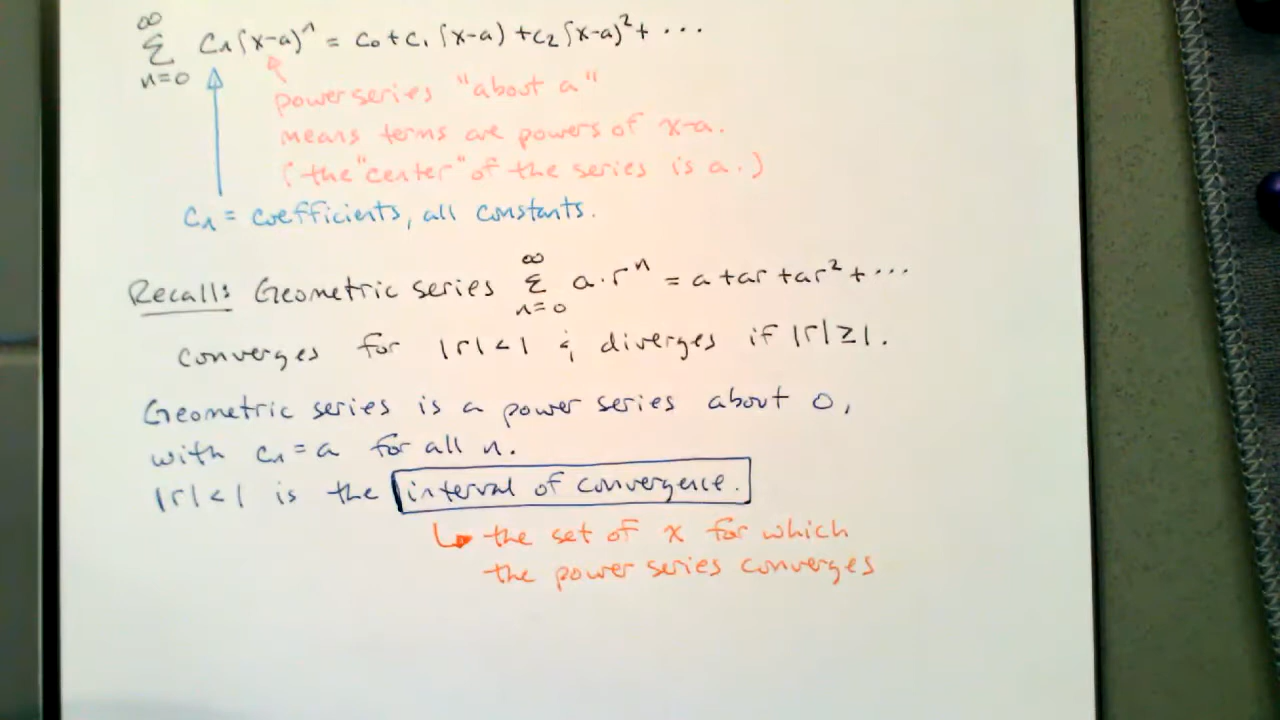 ∞
Σ cₙ(x-a)ⁿ = c₀ + c₁(x-a) + c₂(x-a)² + ⋯
n=0
power series "about a"
means terms are powers of x-a.
(the "center" of the series is a.)
cₙ = coefficients, all constants.
∞
Recall: Geometric series Σ a·rⁿ = a + ar + ar² + ⋯
n=0
converges for |r| < 1 & diverges if |r| ≥ 1.
Geometric series is a power series about 0,
with cₙ = a for all n.
|r| < 1 is the interval of convergence.
↳ the set of x for which
the power series converges